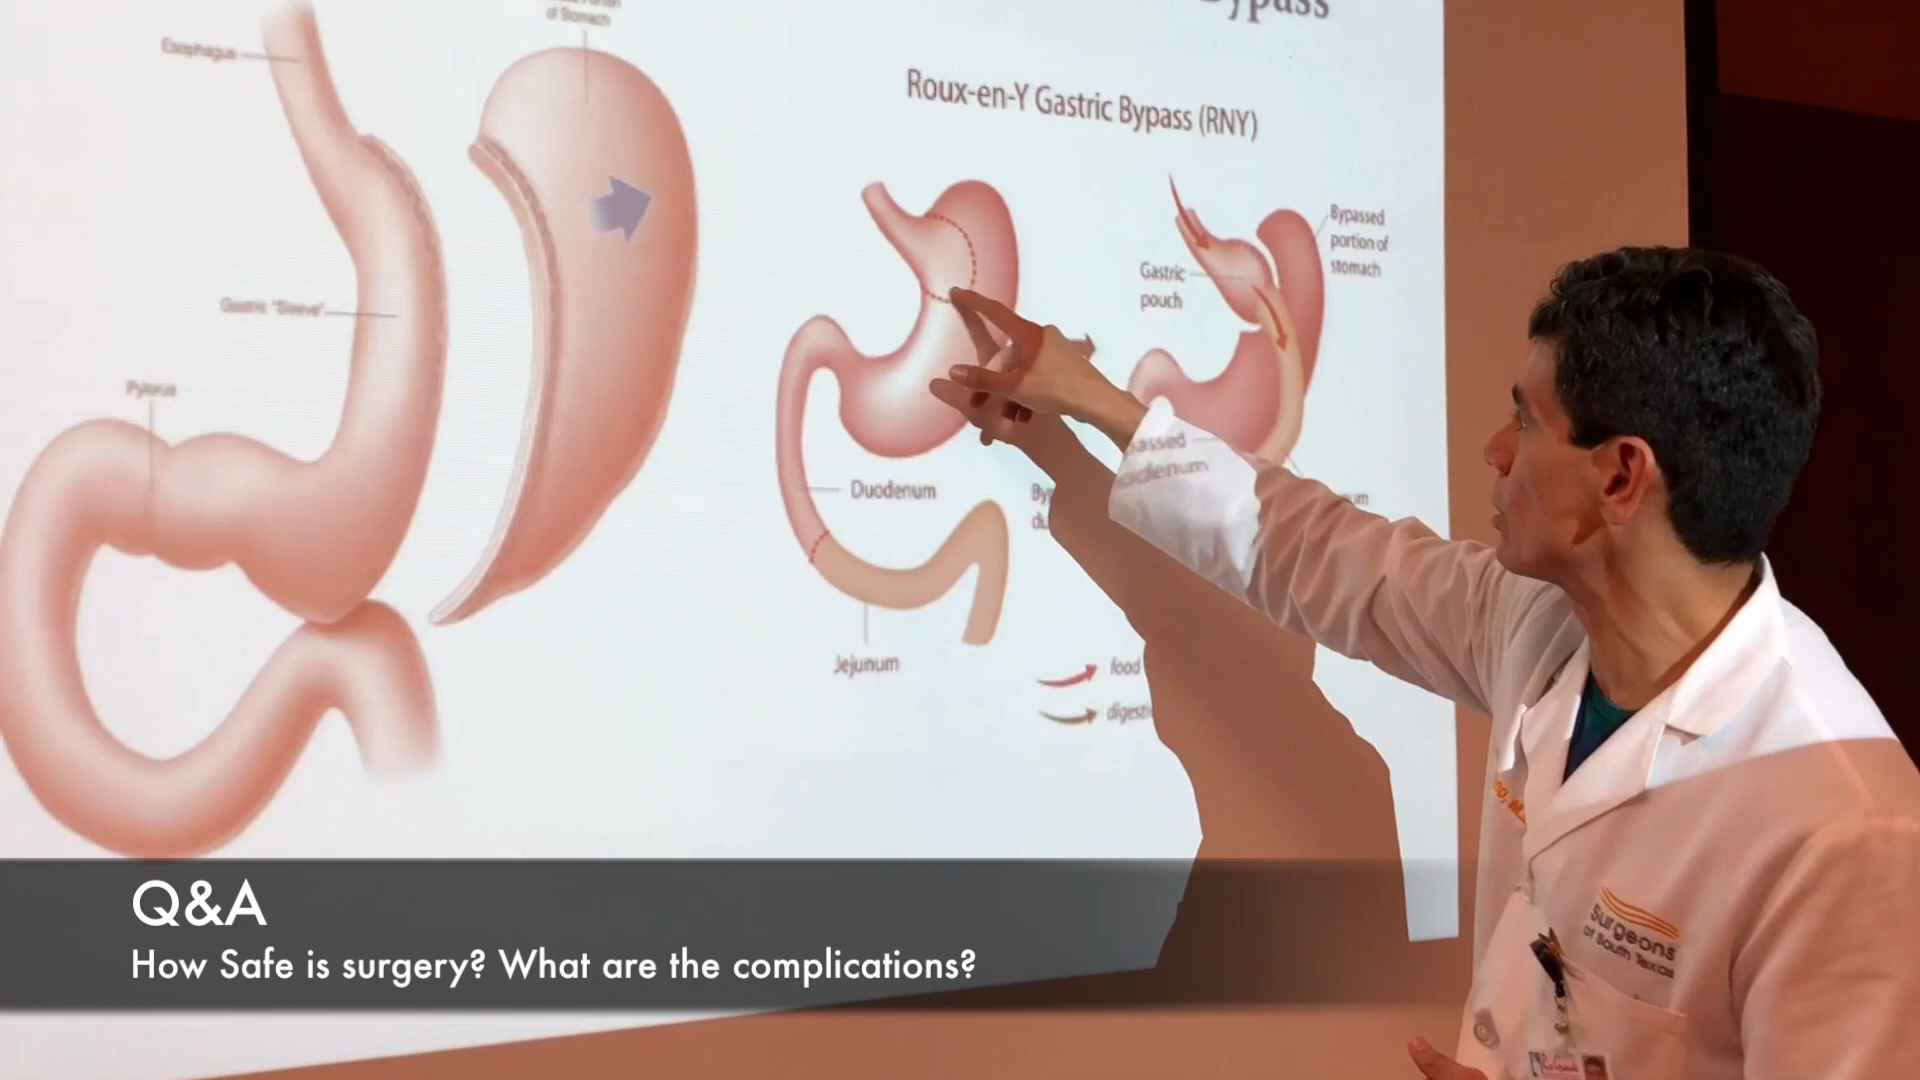 Bypass
of Stomach
Esophagus
Roux-en-Y Gastric Bypass (RNY)
Bypassed
portion of
stomach
Gastric
pouch
Gastric "Sleeve"
Pylorus
Duodenum
Jejunum
food
Q&A
How Safe is surgery? What are the complications?
Surgeons
of South Texas